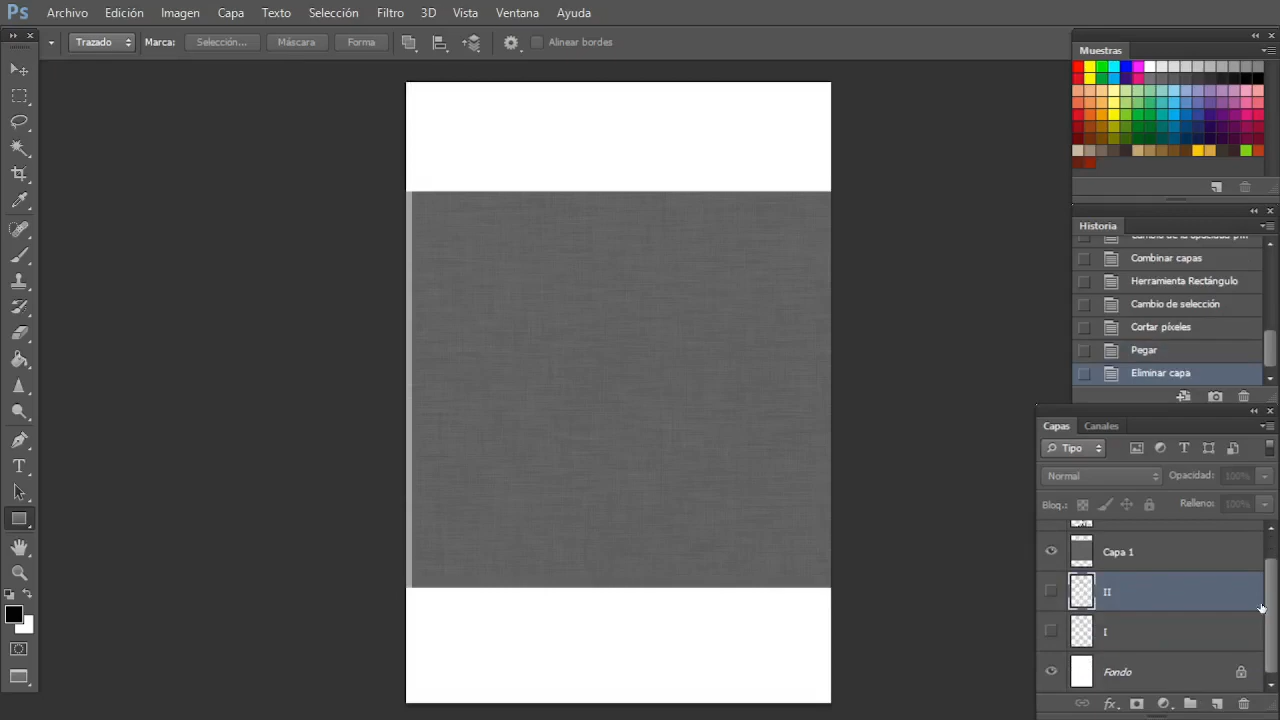 Ps Archivo Edición Imagen Capa Texto Selección Filtro 3D Vista Ventana Ayuda
Trazado Marca: Selección... Máscara Forma Alinear bordes
Muestras
Historia
Combinar capas
Herramienta Rectángulo
Cambio de selección
Cortar píxeles
Pegar
Eliminar capa
Capas Canales
Tipo
Normal Opacidad: 100%
Bloq.: Relleno: 100%
Capa 1
II
I
Fondo